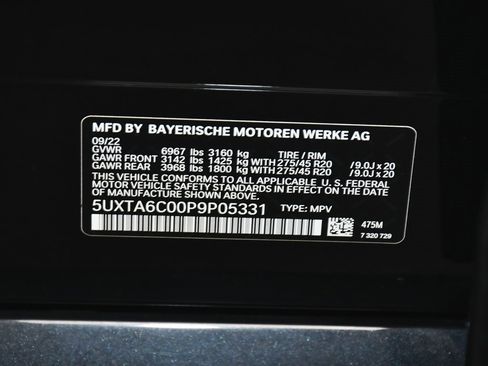 MFD BY BAYERISCHE MOTOREN WERKE AG
09/22
GVWR 6967 lbs 3160 kg TIRE / RIM
GAWR FRONT 3142 lbs 1425 kg WITH 275/45 R20 /9.0J x 20
GAWR REAR 3968 lbs 1800 kg WITH 275/45 R20 /9.0J x 20
THIS VEHICLE CONFORMS TO ALL APPLICABLE U. S. FEDERAL
MOTOR VEHICLE SAFETY STANDARDS IN EFFECT ON THE DATE
OF MANUFACTURE SHOWN ABOVE.
5UXTA6C00P9P05331 TYPE: MPV
475M
7 320 729